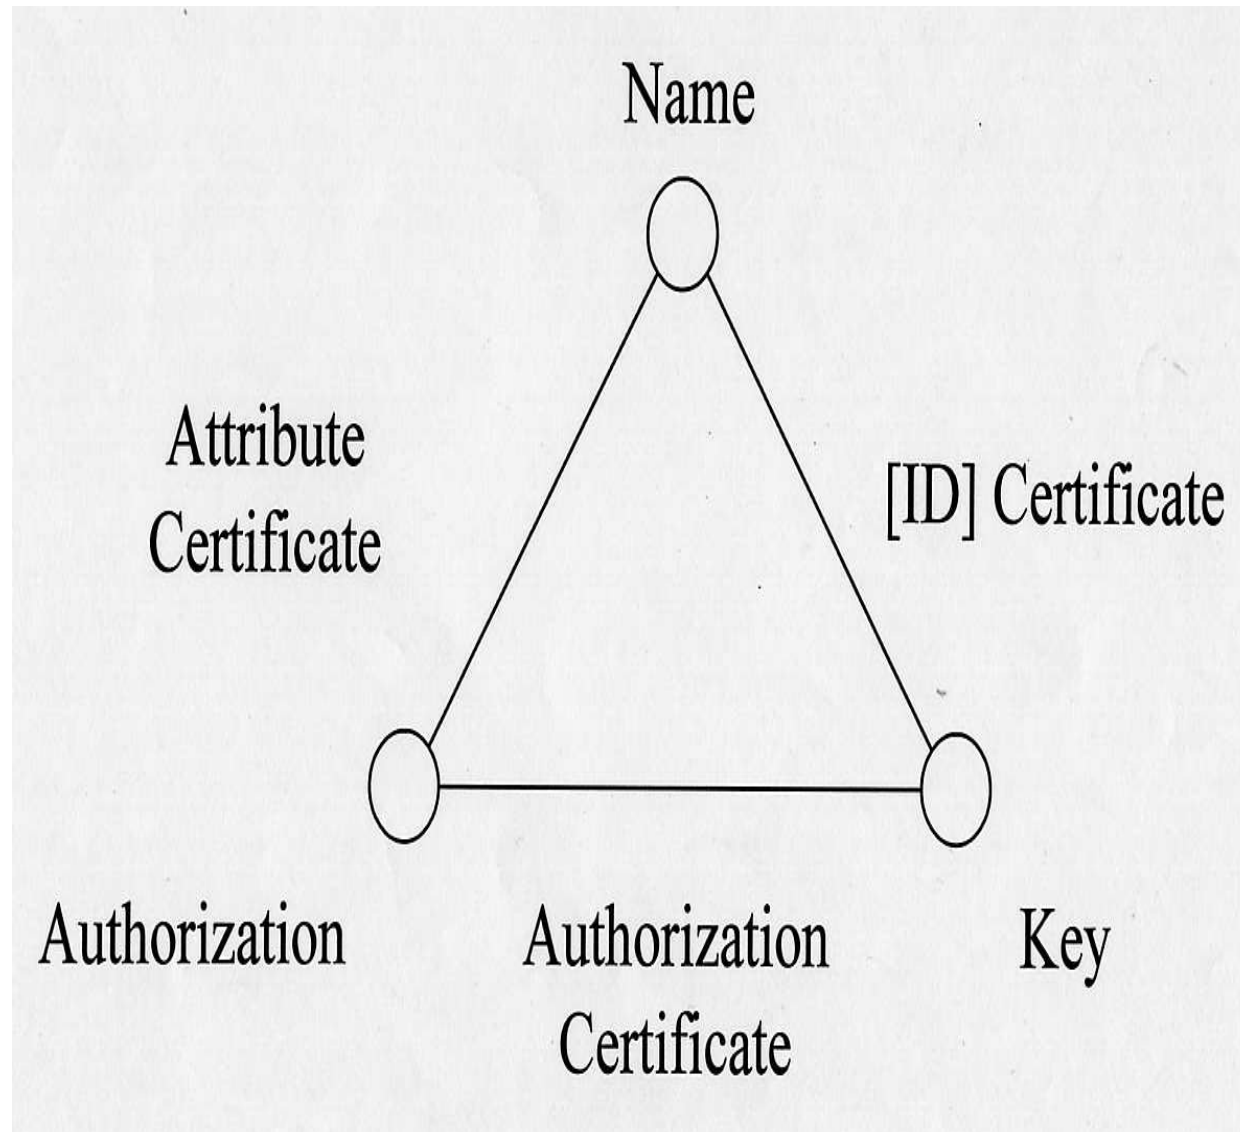 Name
Attribute
Certificate
[ID] Certificate
Authorization
Authorization
Certificate
Key